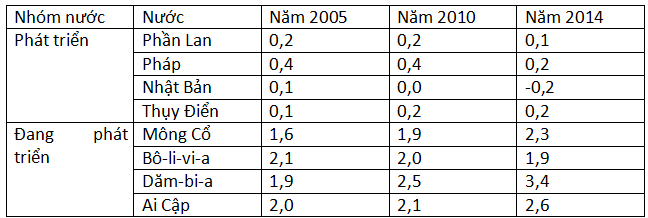 Nhóm nước Nước Năm 2005 Năm 2010 Năm 2014
Phát triển Phần Lan 0,2 0,2 0,1
Pháp 0,4 0,4 0,2
Nhật Bản 0,1 0,0 -0,2
Thụy Điển 0,1 0,2 0,2
Đang phát triển Mông Cổ 1,6 1,9 2,3
Bô-li-vi-a 2,1 2,0 1,9
Dăm-bi-a 1,9 2,5 3,4
Ai Cập 2,0 2,1 2,6